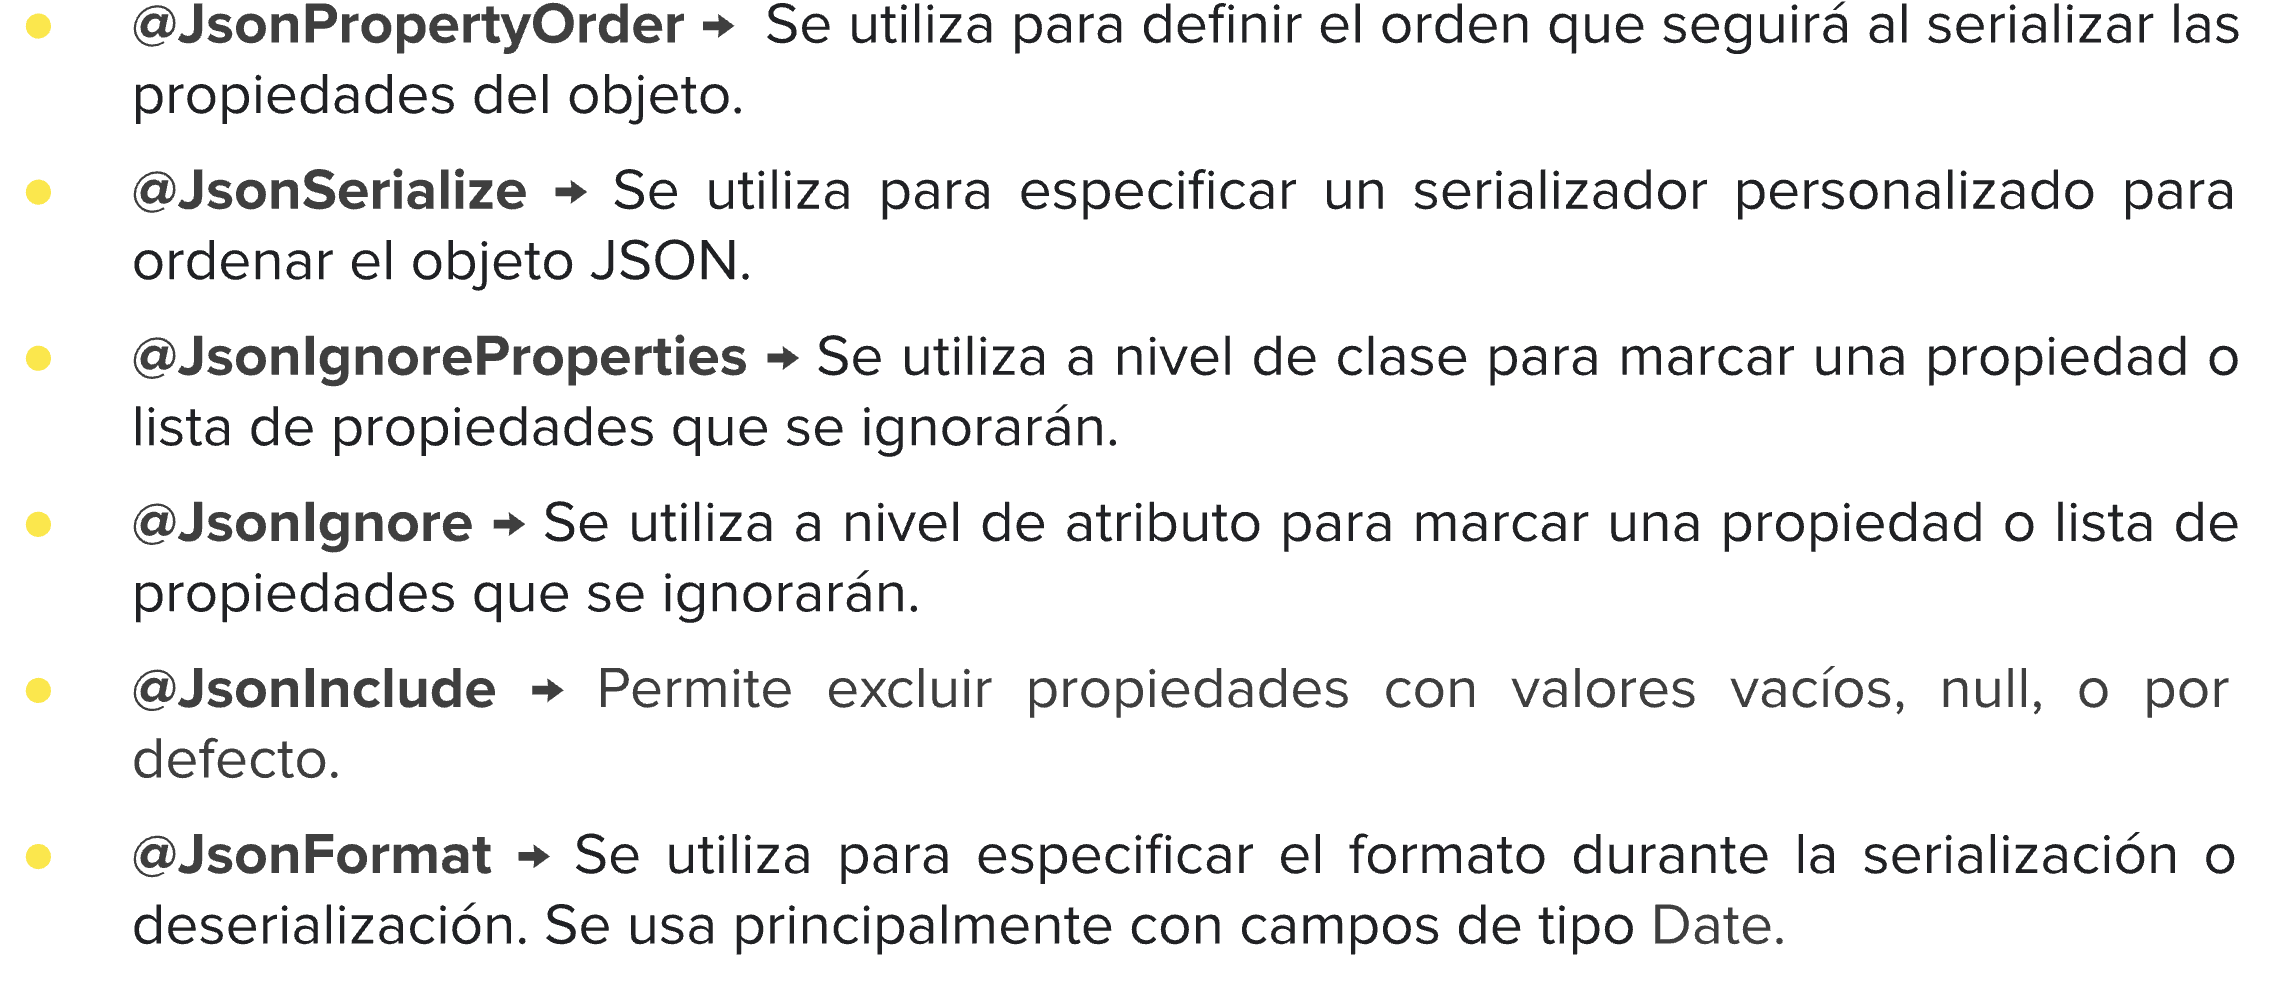 ● @JsonPropertyOrder → Se utiliza para definir el orden que seguirá al serializar las
propiedades del objeto.
● @JsonSerialize → Se utiliza para especificar un serializador personalizado para
ordenar el objeto JSON.
● @JsonIgnoreProperties → Se utiliza a nivel de clase para marcar una propiedad o
lista de propiedades que se ignorarán.
● @JsonIgnore → Se utiliza a nivel de atributo para marcar una propiedad o lista de
propiedades que se ignorarán.
● @JsonInclude → Permite excluir propiedades con valores vacíos, null, o por
defecto.
● @JsonFormat → Se utiliza para especificar el formato durante la serialización o
deserialización. Se usa principalmente con campos de tipo Date.